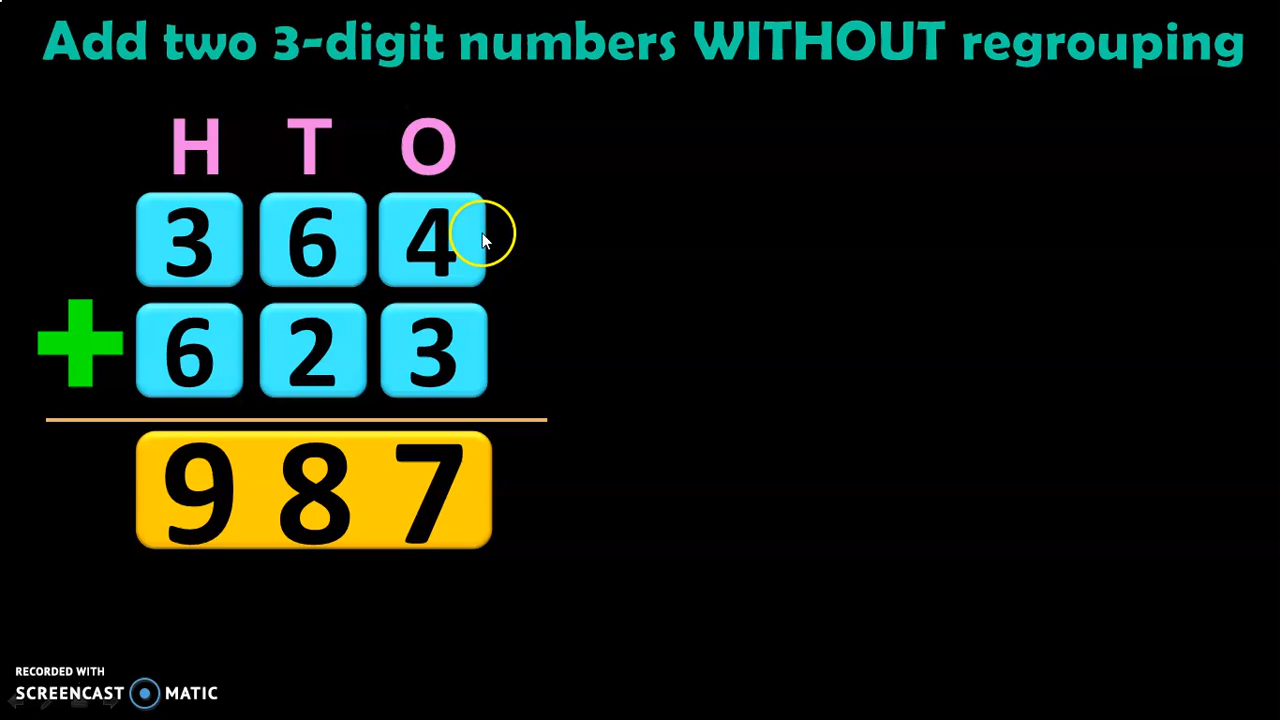 Add two 3-digit numbers WITHOUT regrouping
H T O
3 6 4
+ 6 2 3
9 8 7
RECORDED WITH
SCREENCAST MATIC